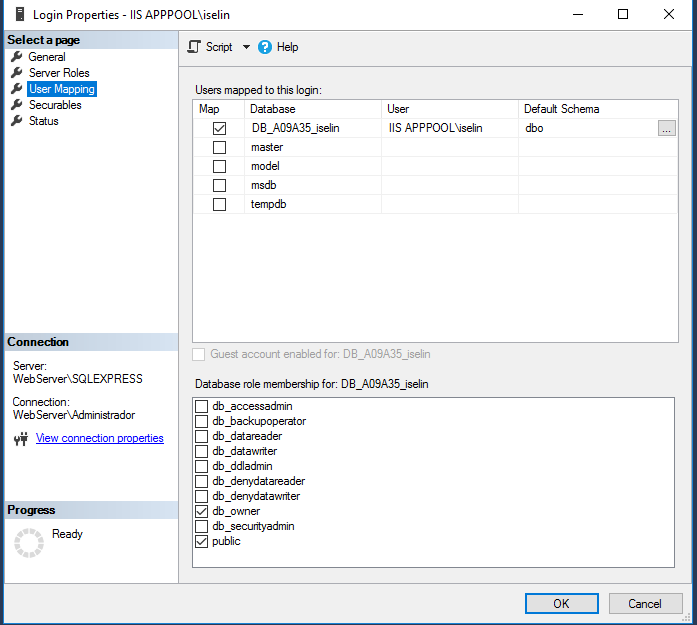 Login Properties - IIS APPPOOL\iselin
Select a page
General
Server Roles
User Mapping
Securables
Status
Script
Help
Users mapped to this login:
Map Database User Default Schema
DB_A09A35_iselin IIS APPPOOL\iselin dbo ...
master
model
msdb
tempdb
Guest account enabled for: DB_A09A35_iselin
Database role membership for: DB_A09A35_iselin
db_accessadmin
db_backupoperator
db_datareader
db_datawriter
db_ddladmin
db_denydatareader
db_denydatawriter
db_owner
db_securityadmin
public
Connection
Server:
WebServer\SQLEXPRESS
Connection:
WebServer\Administrador
View connection properties
Progress
Ready
OK
Cancel